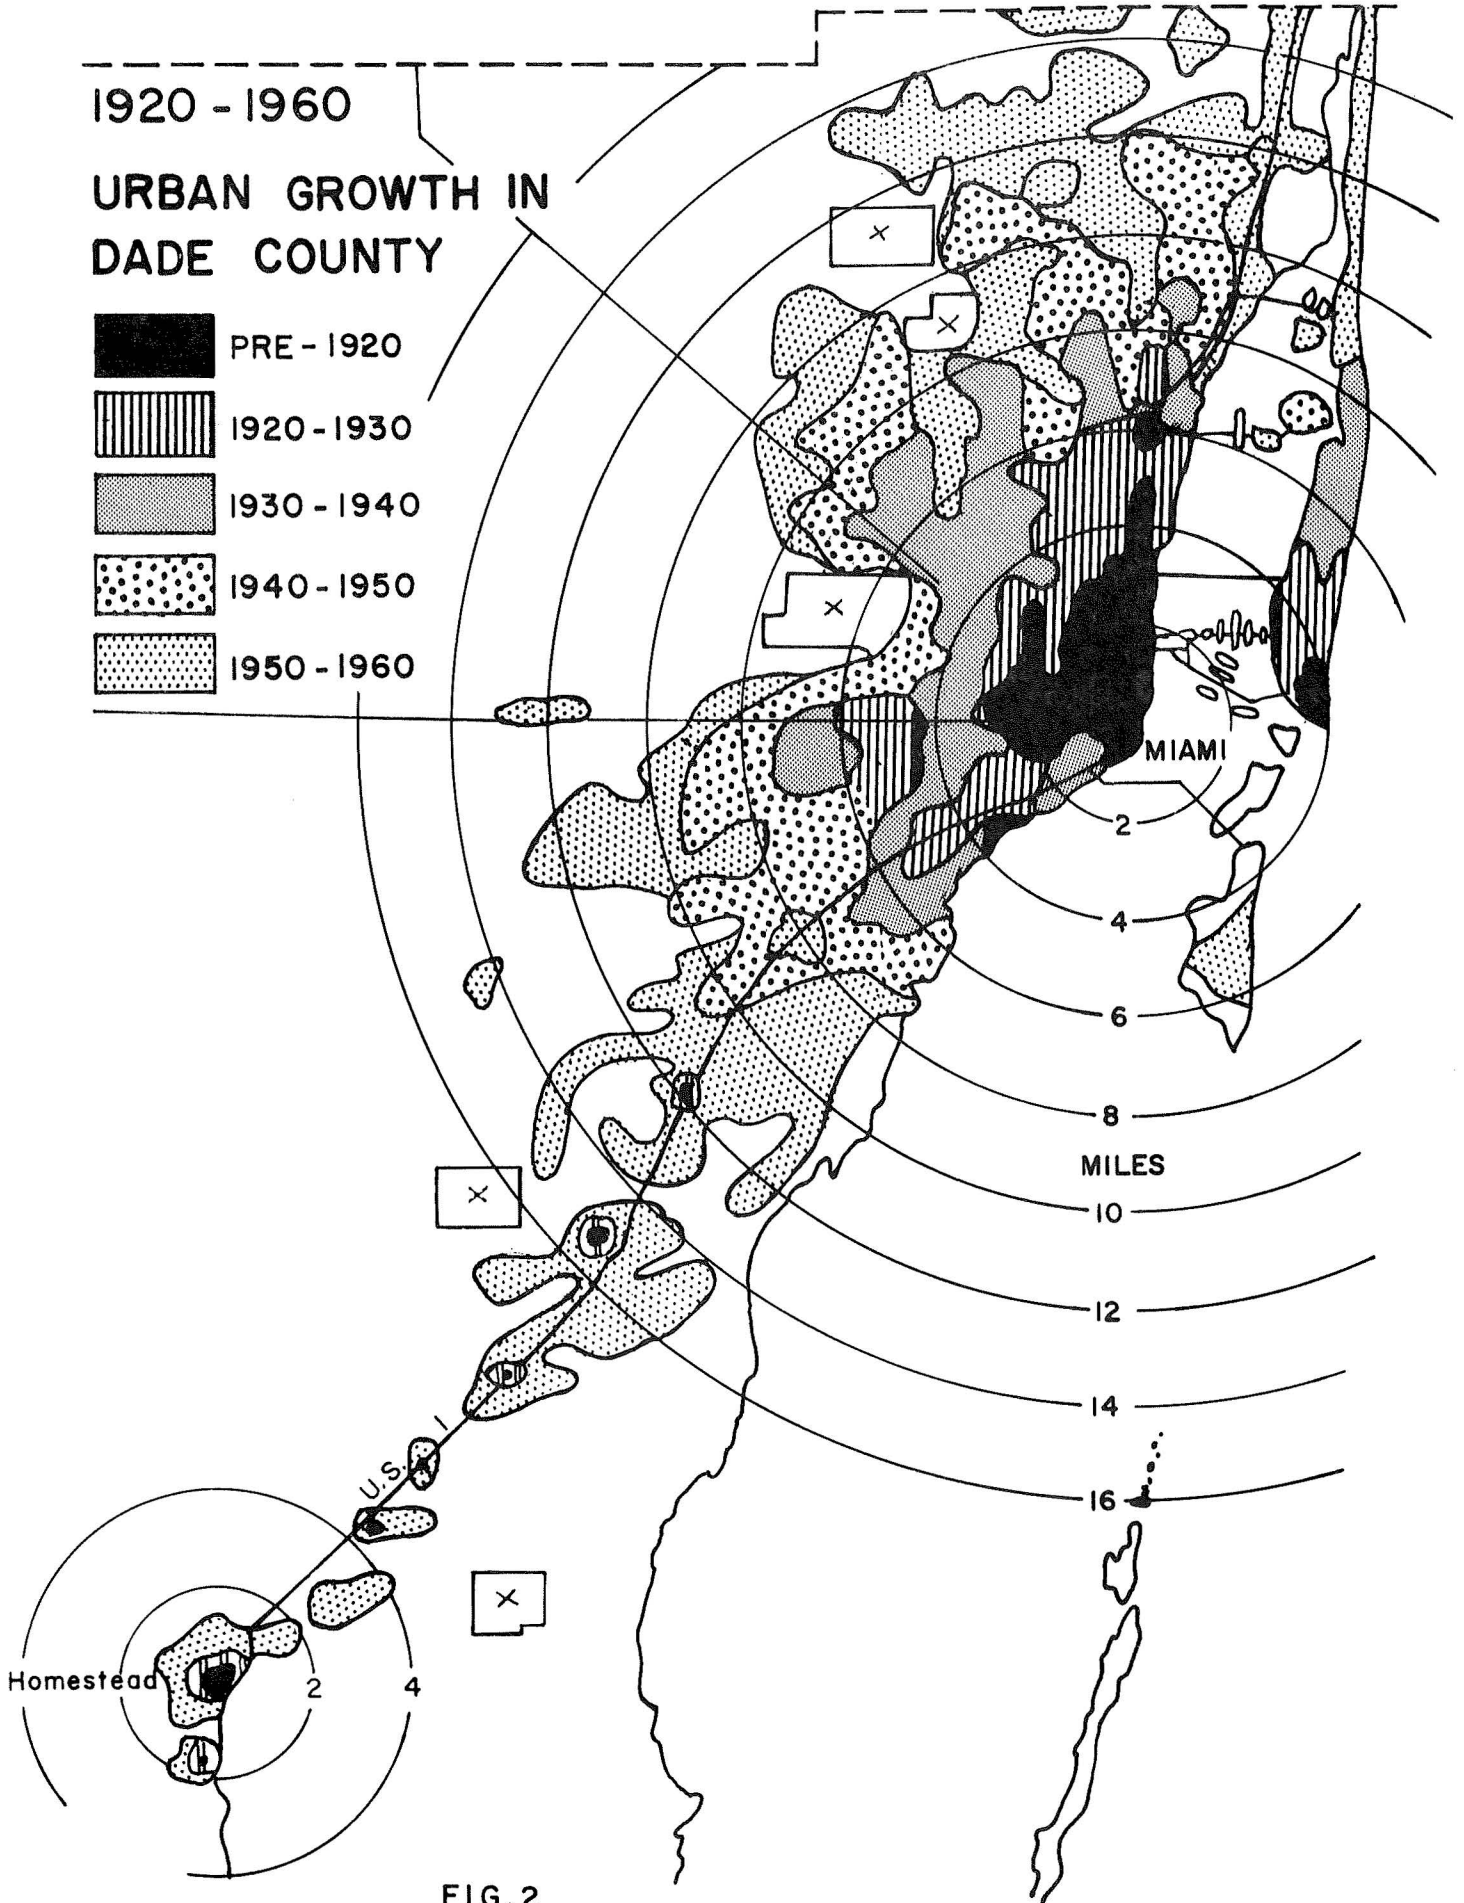 1920 - 1960
URBAN GROWTH IN
DADE COUNTY
PRE - 1920
1920 - 1930
1930 - 1940
1940 - 1950
1950 - 1960
MIAMI
2
4
6
8
MILES
10
12
14
16
U.S. 1
Homestead
2
4
FIG. 2